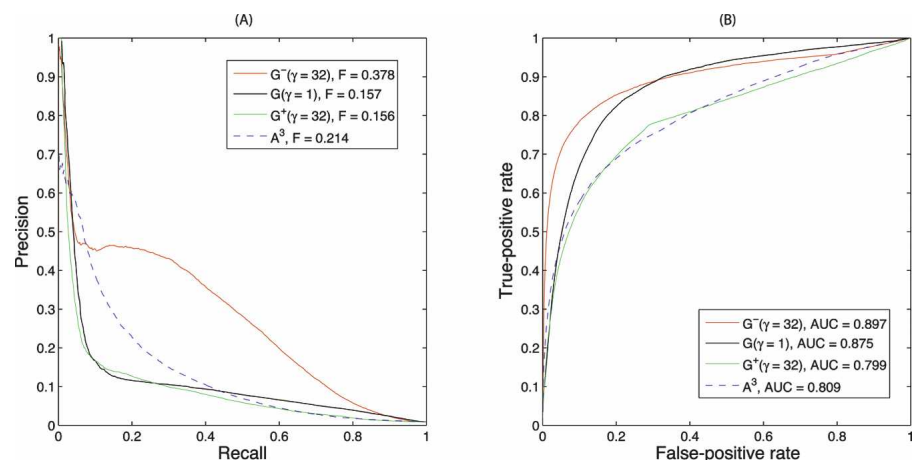 (A)
Precision
1
0.9
0.8
0.7
0.6
0.5
0.4
0.3
0.2
0.1
0
G⁻(γ = 32), F = 0.378
G(γ = 1), F = 0.157
G⁺(γ = 32), F = 0.156
A³, F = 0.214
0 0.2 0.4 0.6 0.8 1
Recall
(B)
True-positive rate
1
0.9
0.8
0.7
0.6
0.5
0.4
0.3
0.2
0.1
0
G⁻(γ = 32), AUC = 0.897
G(γ = 1), AUC = 0.875
G⁺(γ = 32), AUC = 0.799
A³, AUC = 0.809
0 0.2 0.4 0.6 0.8 1
False-positive rate